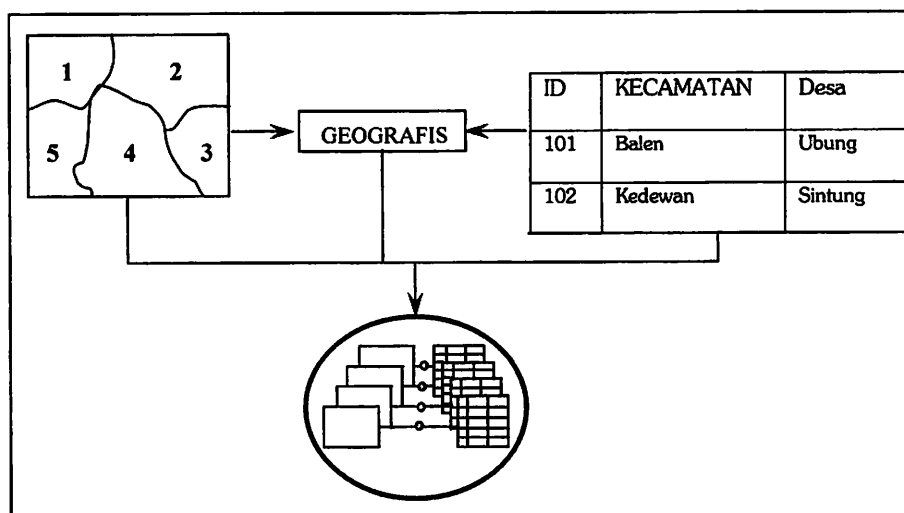 1 2
5 4 3
GEOGRAFIS
ID KECAMATAN Desa
101 Balen Ubung
102 Kedewan Sintung